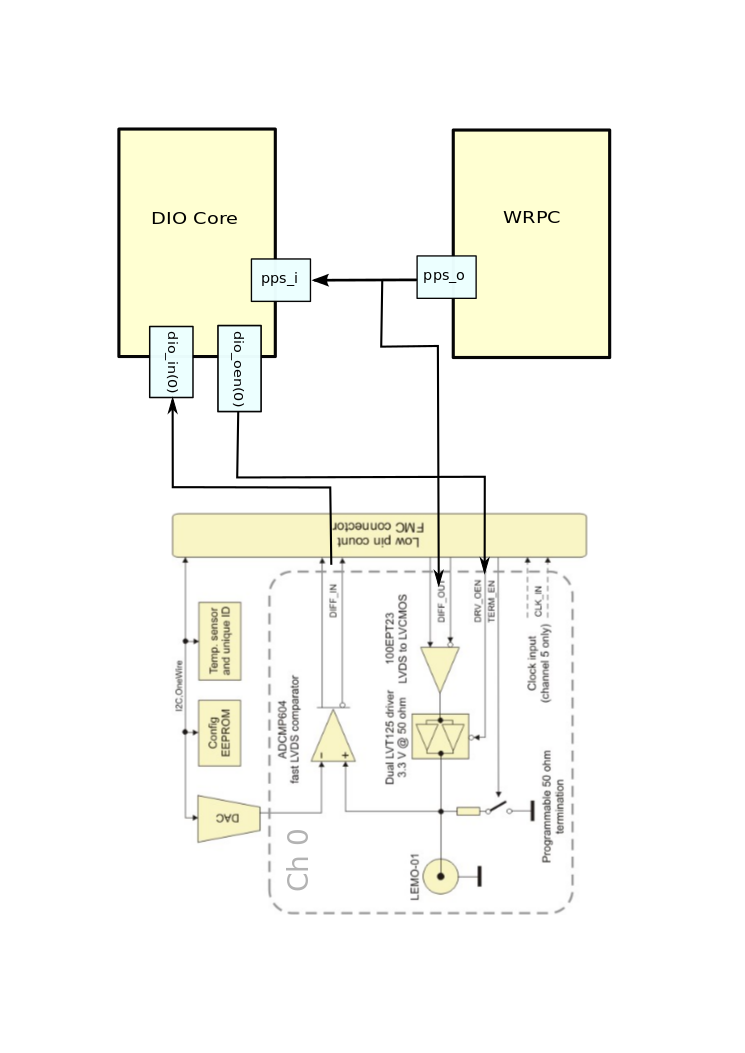 DIO Core
WRPC
pps_i
pps_o
dio_in(0)
dio_oen(0)
Low pin count
FMC connector
DIFF_IN
DIFF_OUT
DRV_OEN
TERM_EN
CLK_IN
I2C,OneWire
Temp. sensor
and unique ID
Config
EEPROM
DAC
ADCMP604
fast LVDS comparator
100EPT23
LVDS to LVCMOS
Dual LVT125 driver
3.3 V @ 50 ohm
Clock input
(channel 5 only)
Programmable 50 ohm
termination
LEMO-01
Ch 0
- +